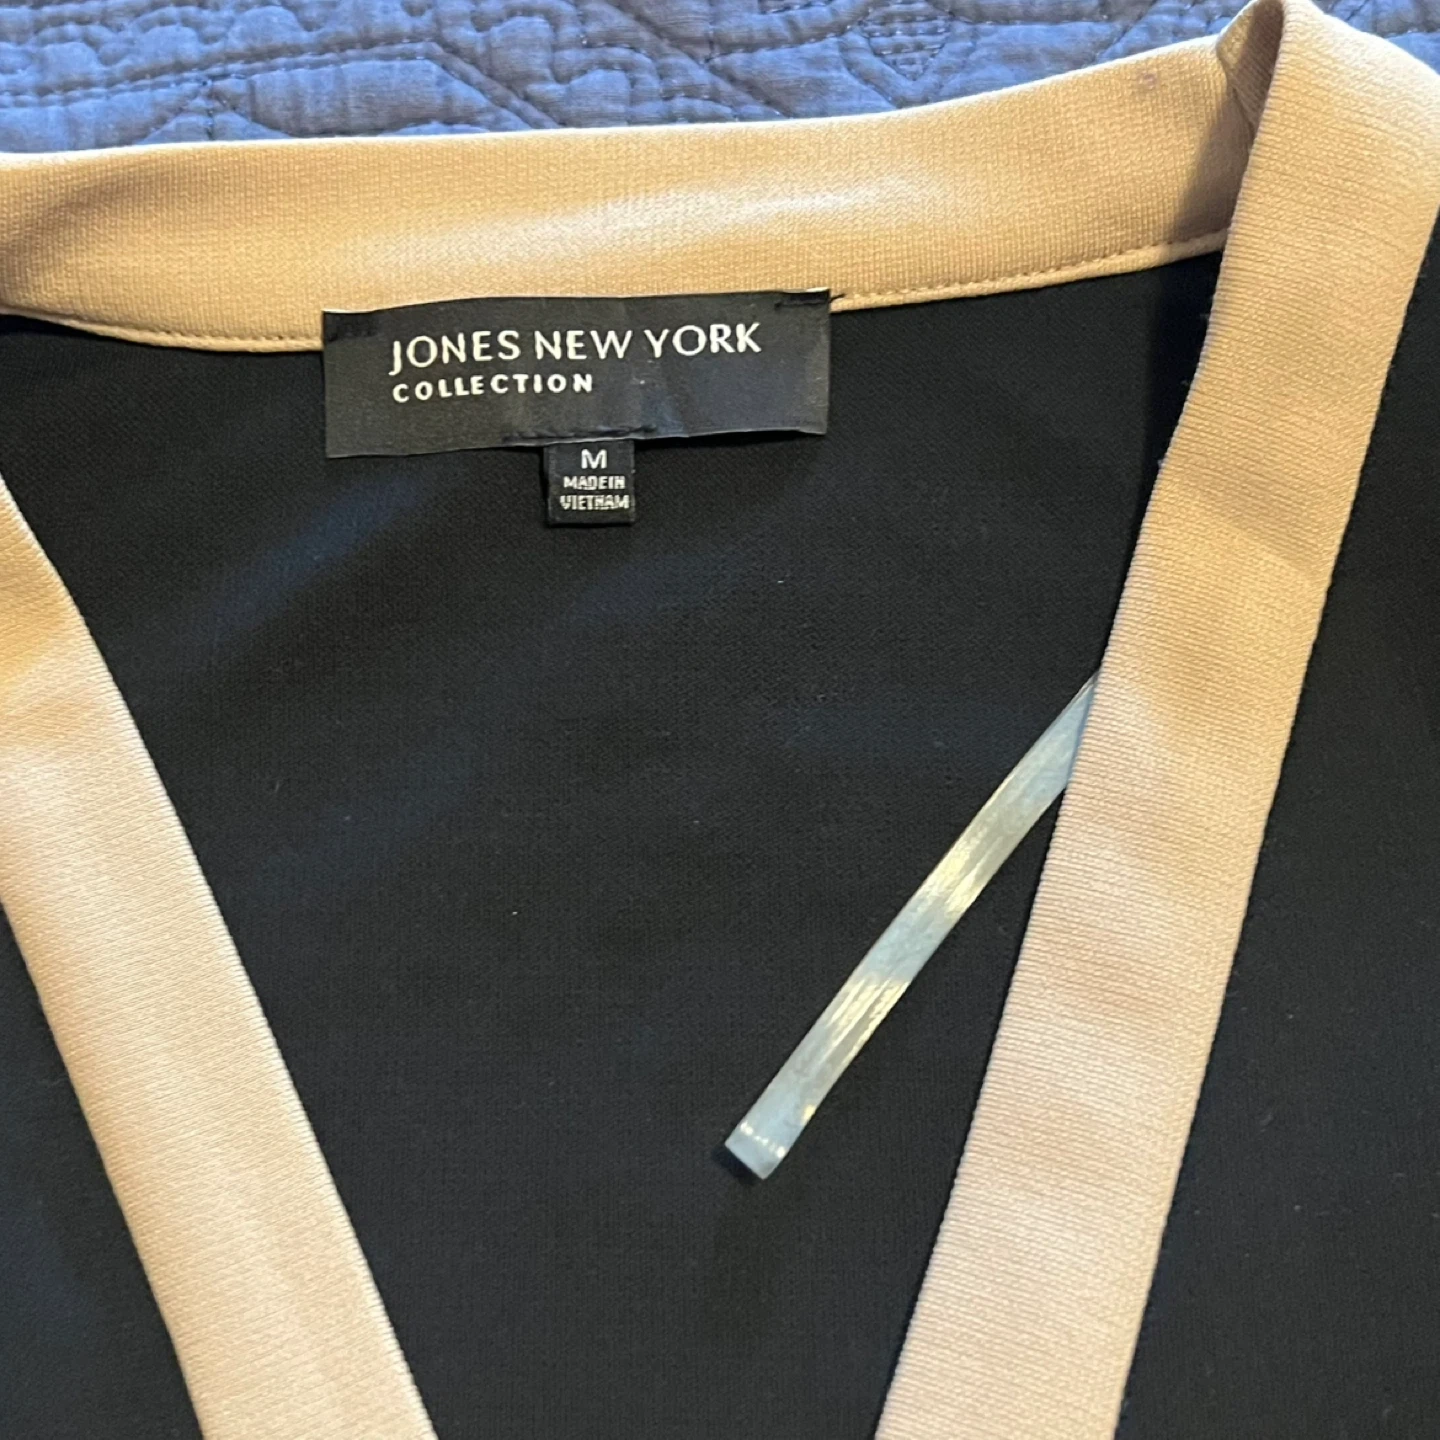 JONES NEW YORK
COLLECTION
M
MADE IN
VIETNAM